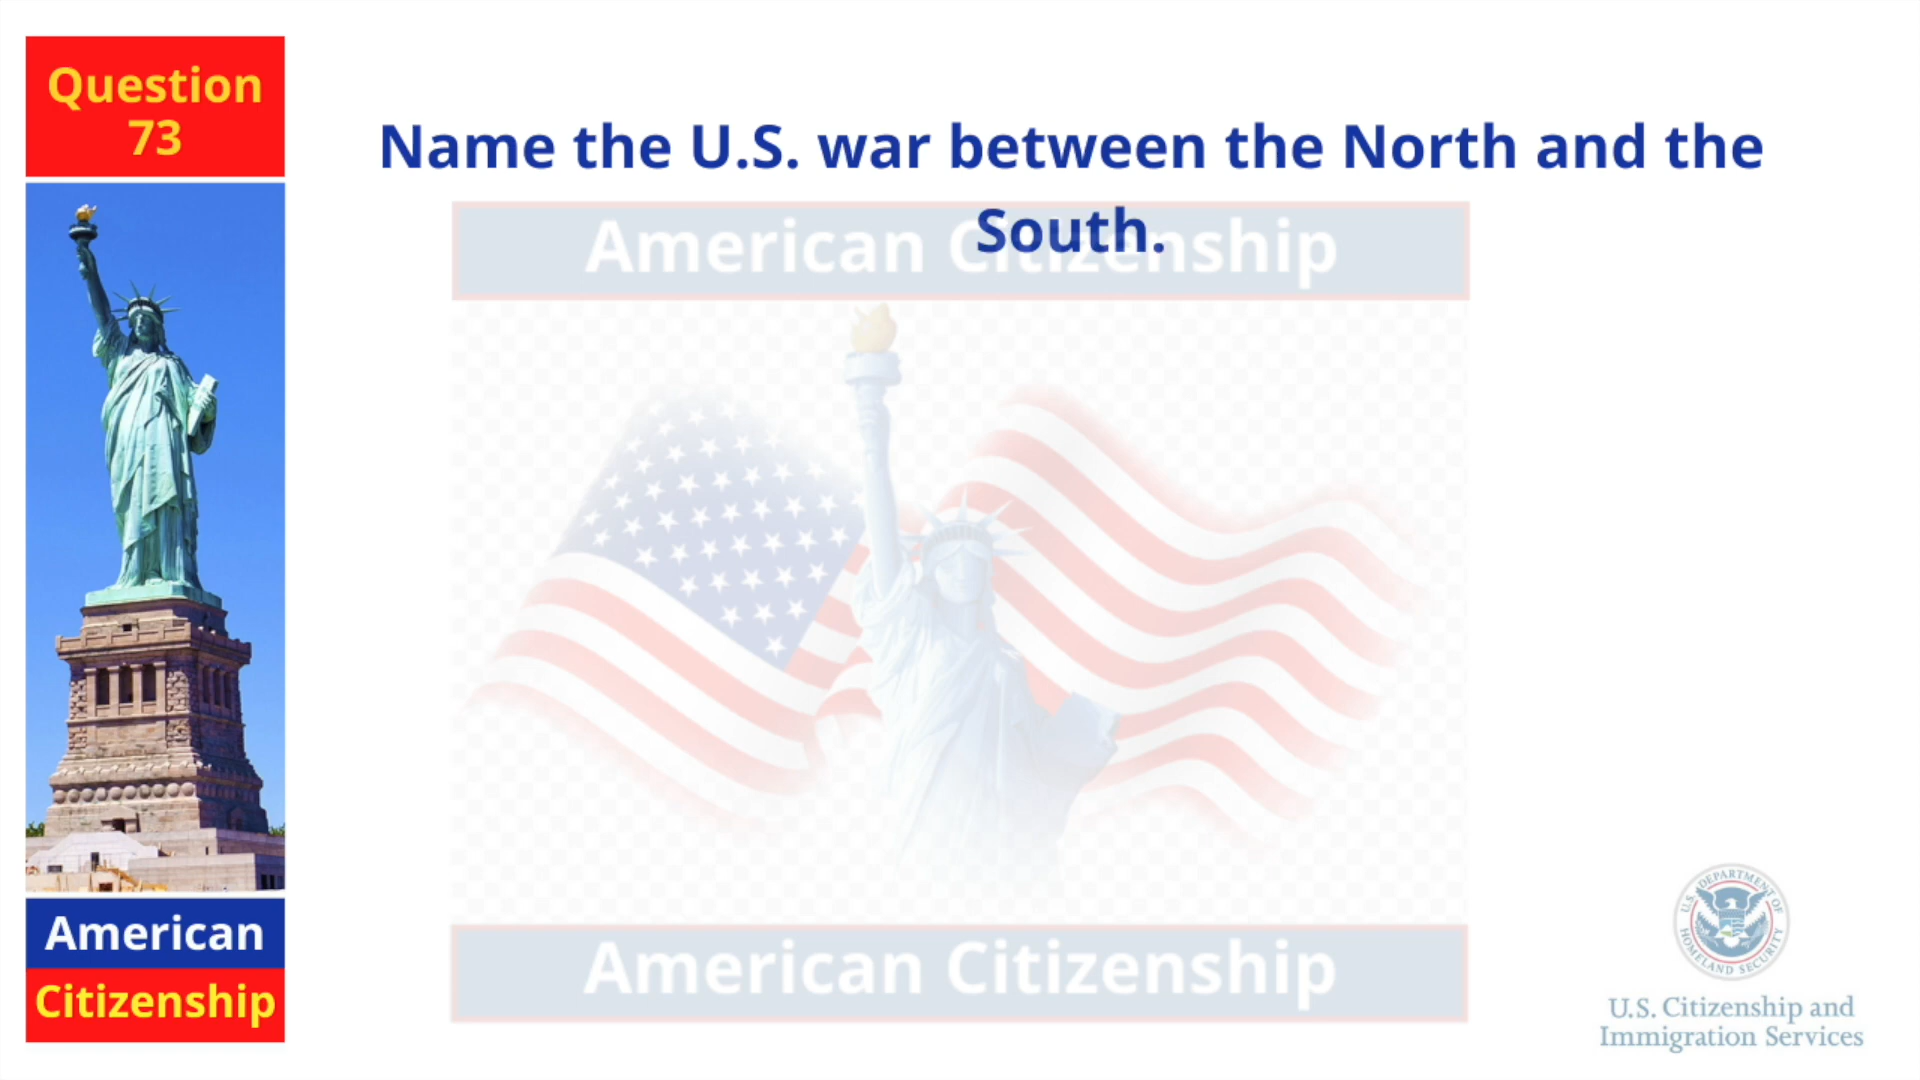 Question
73
Name the U.S. war between the North and the
South.
American Citizenship
American Citizenship
American
Citizenship
U.S. DEPARTMENT OF
HOMELAND SECURITY
U.S. Citizenship and
Immigration Services